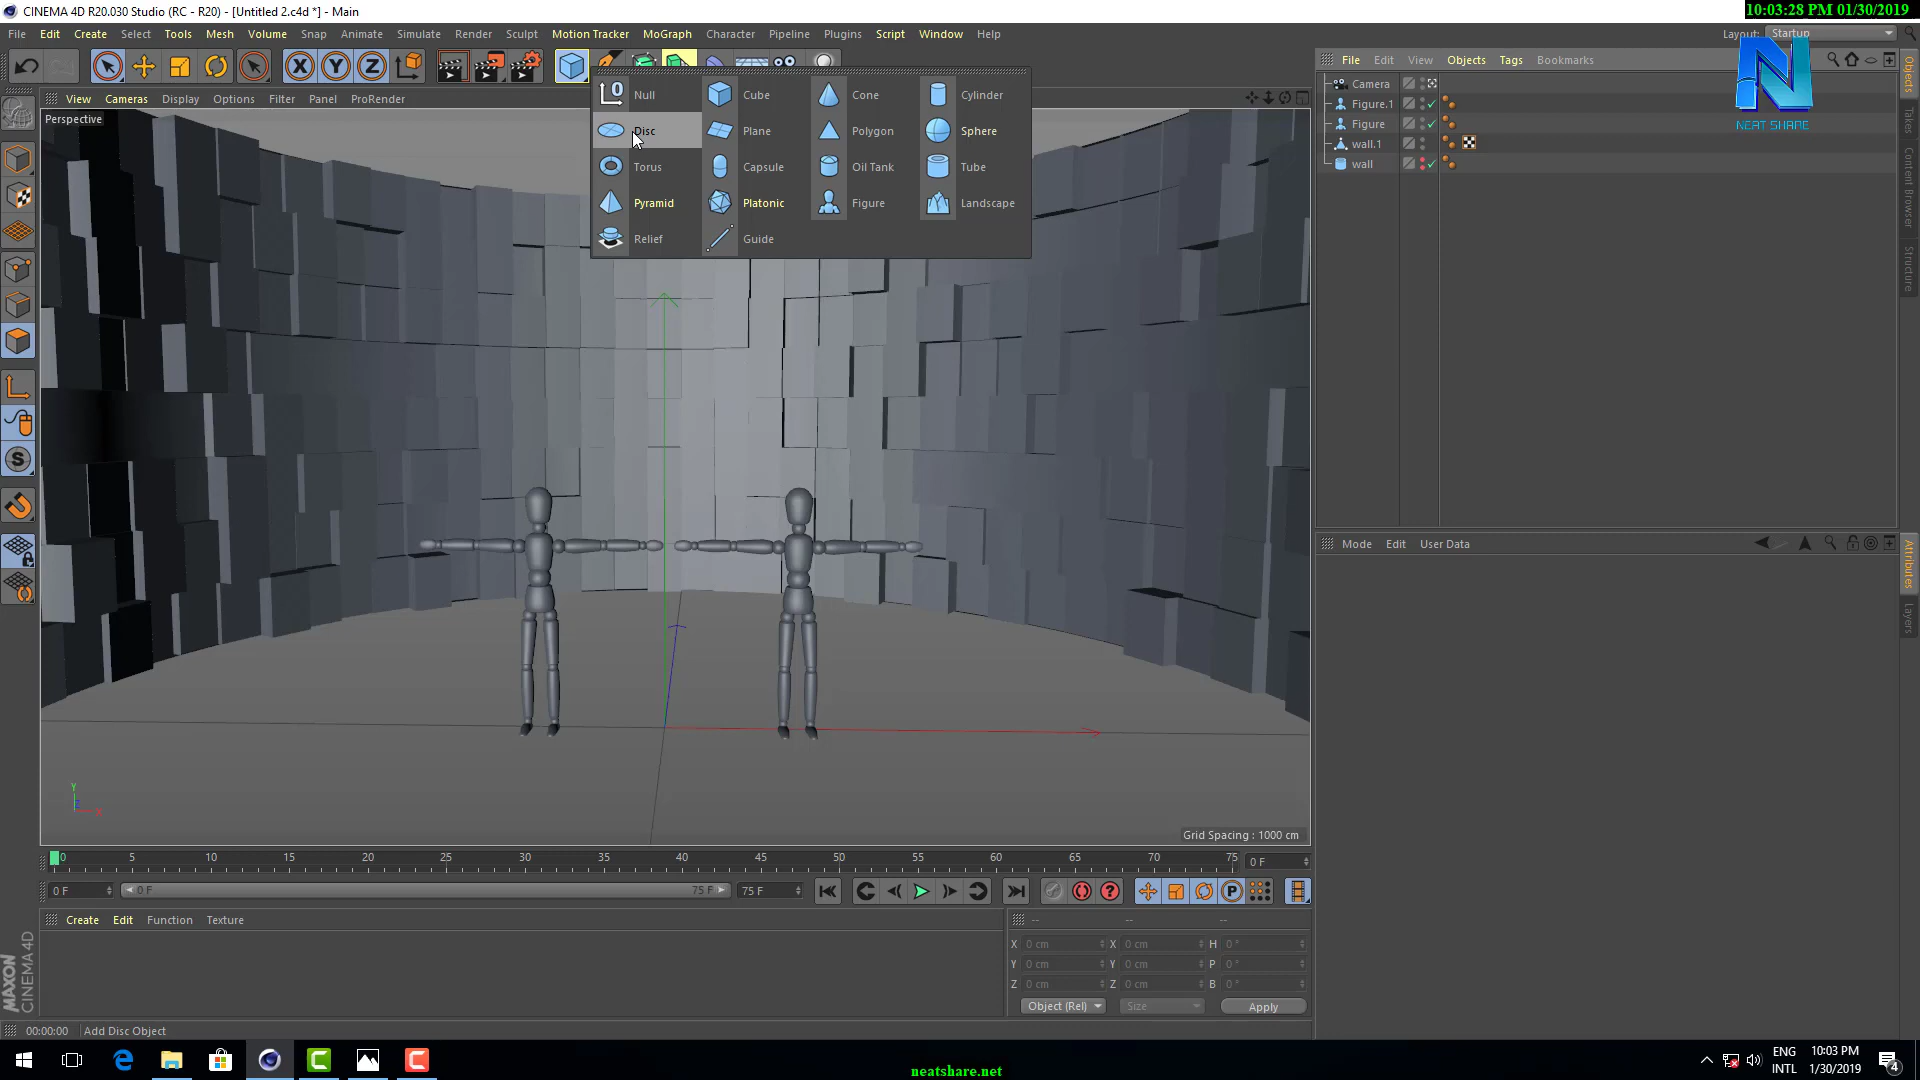 CINEMA 4D R20.030 Studio (RC - R20) - [Untitled 2.c4d *] - Main
10:03:28 PM 01/30/2019
File Edit Create Select Tools Mesh Volume Snap Animate Simulate Render Sculpt Motion Tracker MoGraph Character Pipeline Plugins Script Window Help
Layout: Startup
File Edit View Objects Tags Bookmarks
View Cameras Display Options Filter Panel ProRender
Perspective
Null Cube Cone Cylinder
Disc Plane Polygon Sphere
Torus Capsule Oil Tank Tube
Pyramid Platonic Figure Landscape
Relief Guide
Camera
Figure.1
Figure
wall.1
wall
NEAT SHARE
Objects
Takes
Content Browser
Structure
Mode Edit User Data
Attributes
Layers
Y
Z
X
Grid Spacing : 1000 cm
0 5 10 15 20 25 30 35 40 45 50 55 60 65 70 75 0 F
0 F 0 F 75 F 75 F
Create Edit Function Texture
-- -- --
X 0 cm X 0 cm H 0 °
Y 0 cm Y 0 cm P 0 °
Z 0 cm Z 0 cm B 0 °
Object (Rel) Size Apply
MAXON
CINEMA 4D
00:00:00 Add Disc Object
ENG
INTL
10:03 PM
1/30/2019
4
neatshare.net